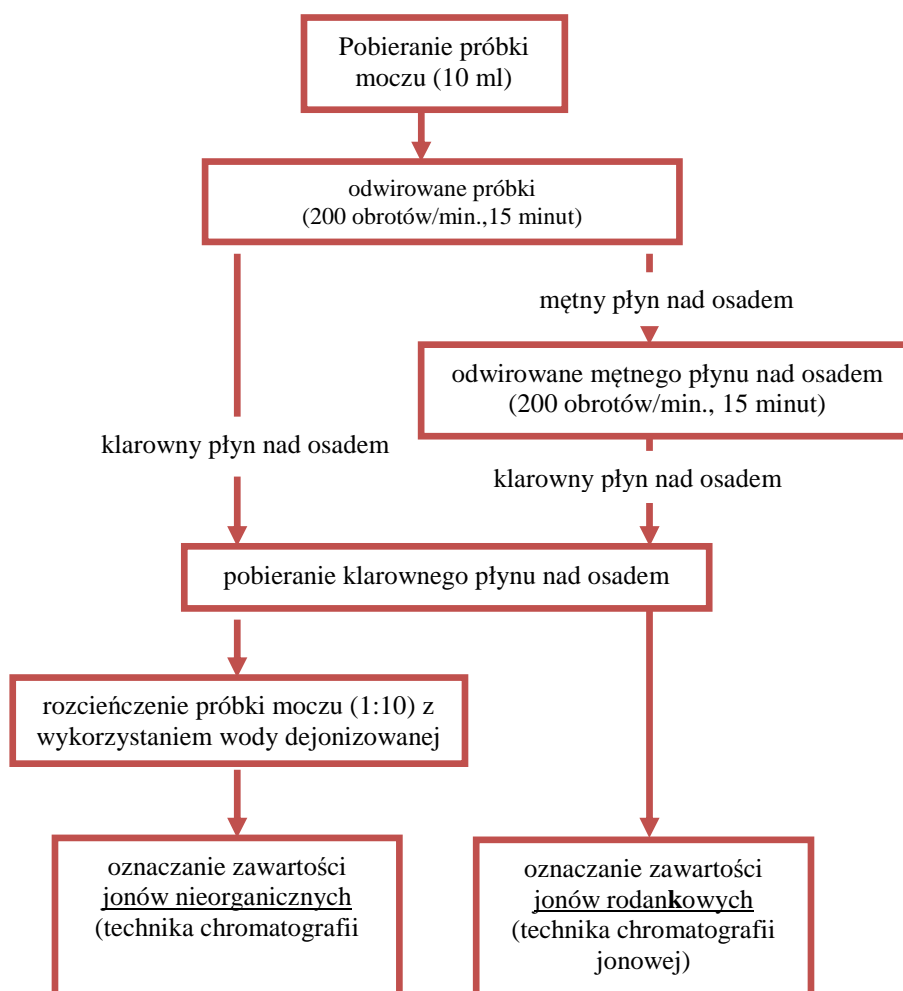 Pobieranie próbki
moczu (10 ml)
odwirowane próbki
(200 obrotów/min.,15 minut)
mętny płyn nad osadem
odwirowane mętnego płynu nad osadem
(200 obrotów/min., 15 minut)
klarowny płyn nad osadem
klarowny płyn nad osadem
pobieranie klarownego płynu nad osadem
rozcieńczenie próbki moczu (1:10) z
wykorzystaniem wody dejonizowanej
oznaczanie zawartości
jonów nieorganicznych
(technika chromatografii
oznaczanie zawartości
jonów rodankowych
(technika chromatografii
jonowej)